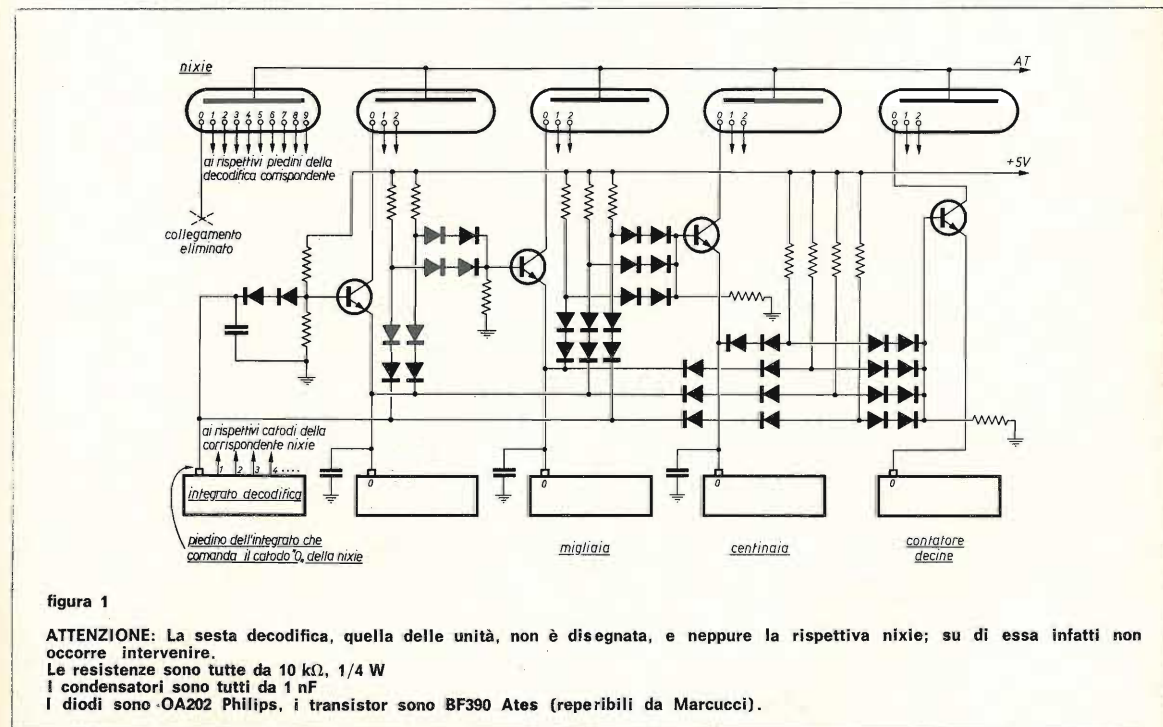 nixie
AT
0 1 2 3 4 5 6 7 8 9
0 1 2
0 1 2
0 1 2
0 1 2
ai rispettivi piedini della
decodifica corrispondente
+5V
collegamento
eliminato
ai rispettivi catodi della
corrispondente nixie
1 2 3 4 ....
integrato decodifica
0
0
0
0
piedino dell'integrato che
comanda il catodo "0" della nixie
migliaia
centinaia
contatore
decine
figura 1
ATTENZIONE: La sesta decodifica, quella delle unità, non è disegnata, e neppure la rispettiva nixie; su di essa infatti non
occorre intervenire.
Le resistenze sono tutte da 10 kΩ, 1/4 W
I condensatori sono tutti da 1 nF
I diodi sono OA202 Philips, i transistor sono BF390 Ates (reperibili da Marcucci).